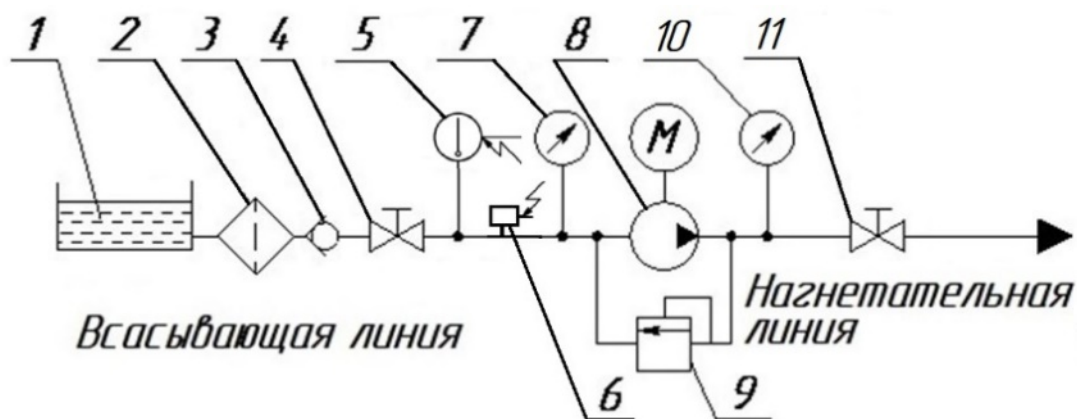 1 2 3 4 5 7 8 10 11
М
Всасывающая линия
Нагнетательная
линия
6 9